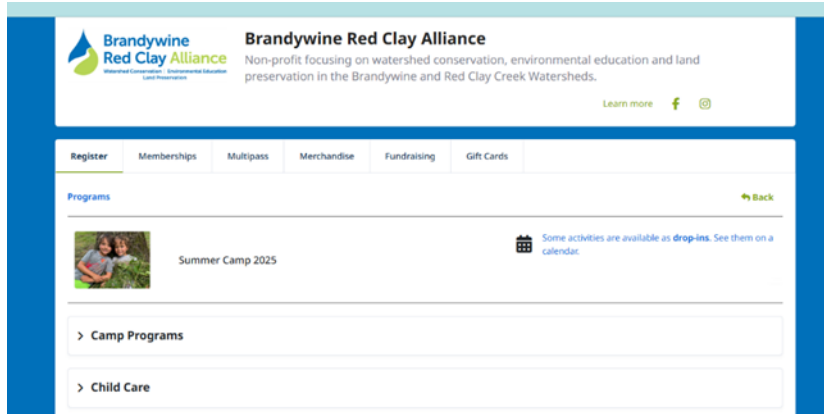 Brandywine
Red Clay Alliance
Watershed Conservation | Environmental Education
Land Preservation
Brandywine Red Clay Alliance
Non-profit focusing on watershed conservation, environmental education and land
preservation in the Brandywine and Red Clay Creek Watersheds.
Learn more
Register Memberships Multipass Merchandise Fundraising Gift Cards
Programs
Back
Summer Camp 2025
Some activities are available as drop-ins. See them on a
calendar.
Camp Programs
Child Care